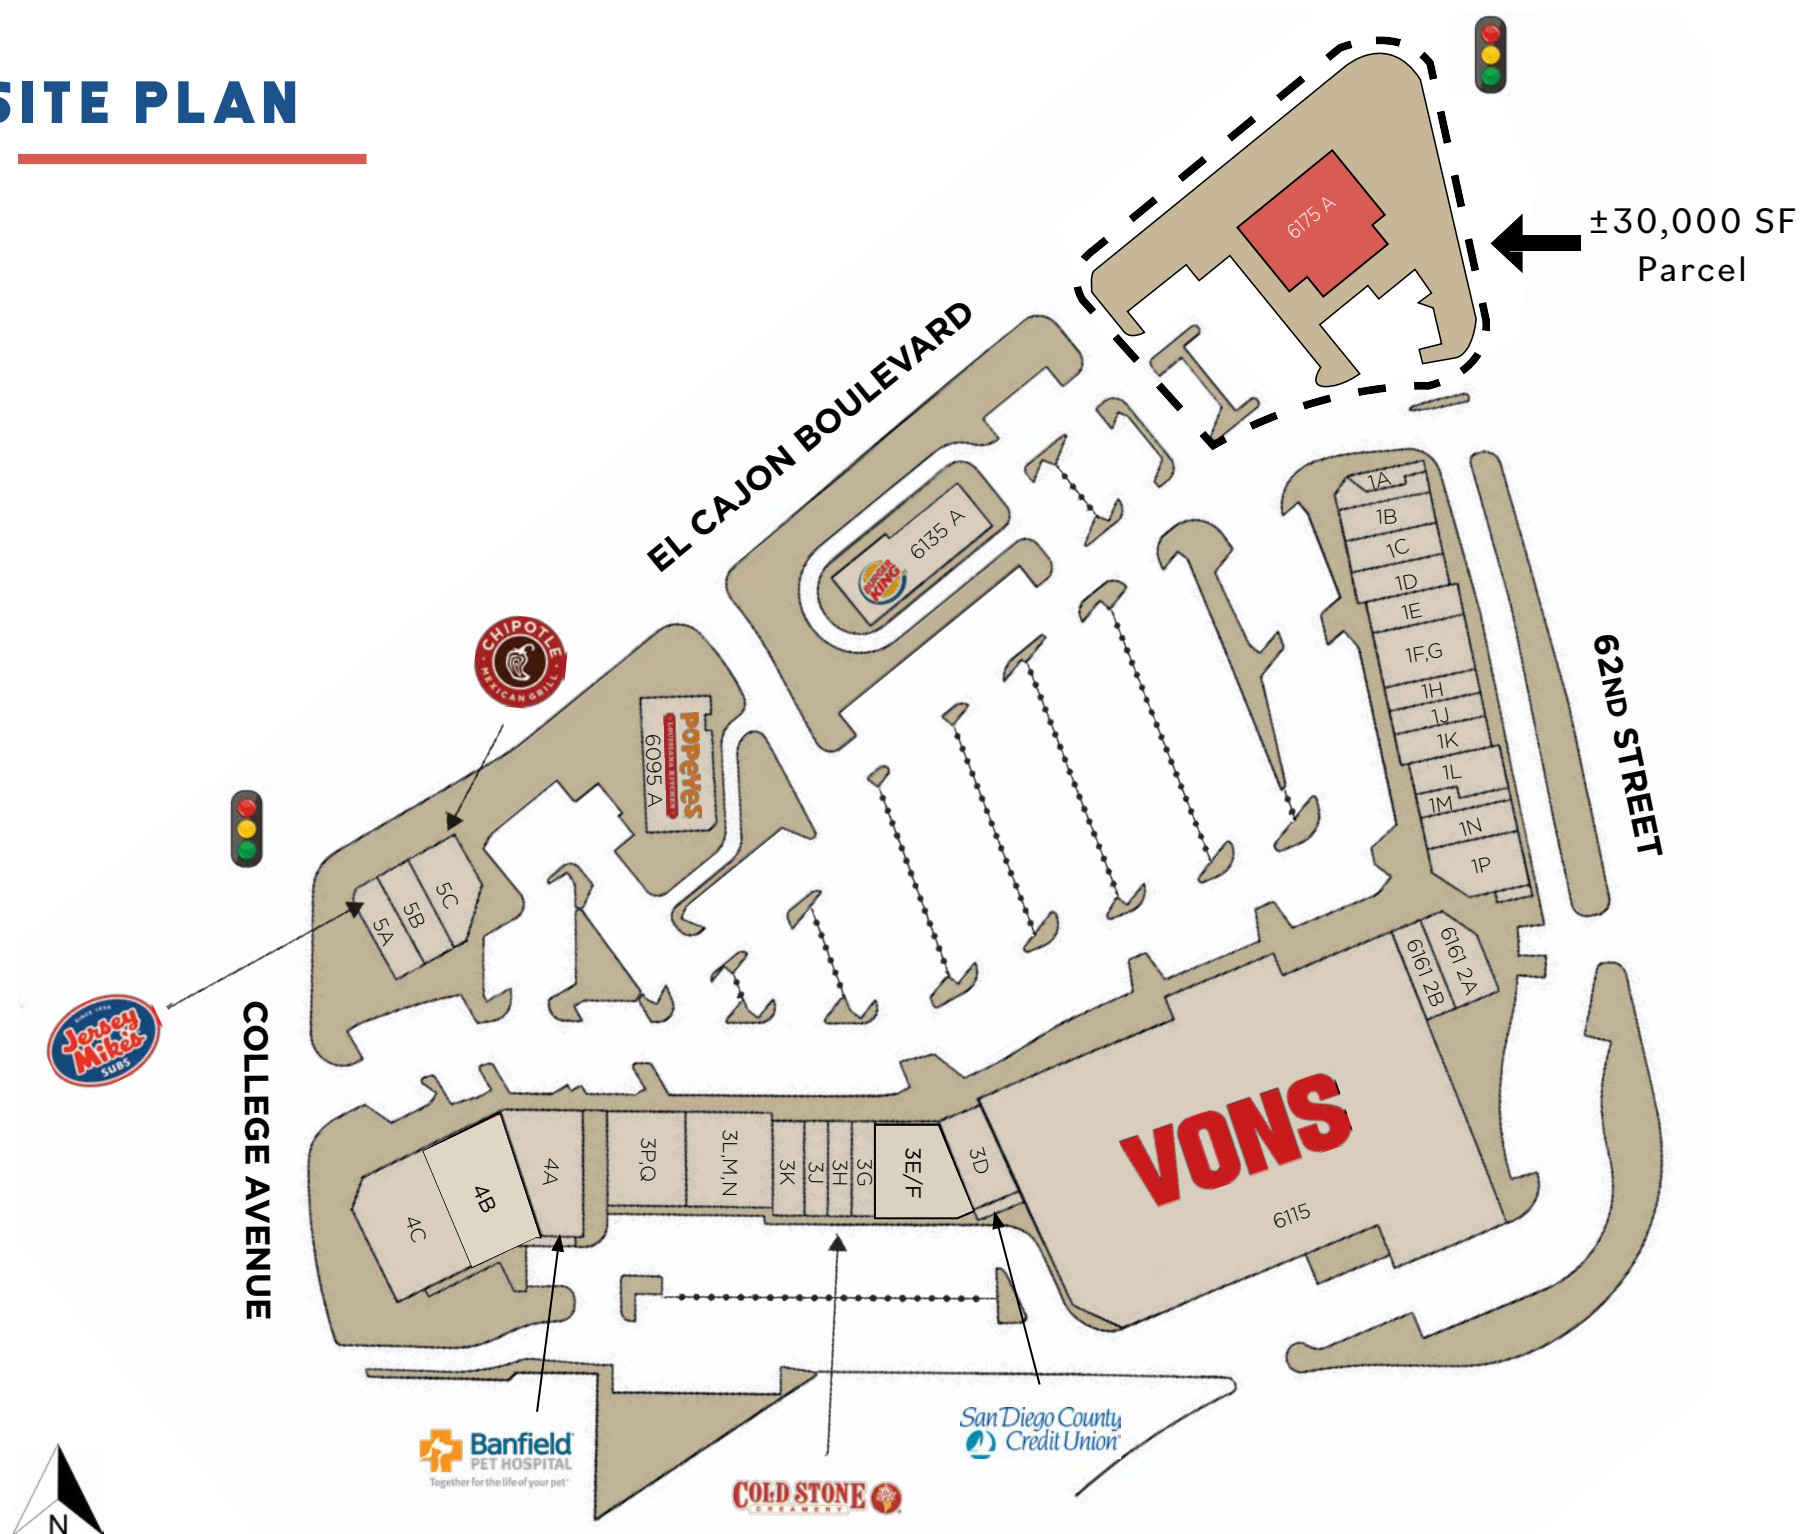 SITE PLAN
±30,000 SF
Parcel
6175 A
EL CAJON BOULEVARD
6135 A
BURGER
KING
CHIPOTLE
MEXICAN GRILL
POPEYES
LOUISIANA KITCHEN
6095 A
1A
1B
1C
1D
1E
1F,G
1H
1J
1K
1L
1M
1N
1P
62ND STREET
5C
5B
5A
SINCE 1956
Jersey
Mike's
SUBS
COLLEGE AVENUE
6161 2A
6161 2B
VONS
6115
4C
4B
4A
3P,Q
3L,M,N
3K
3J
3H
3G
3E/F
3D
Banfield
PET HOSPITAL
Together for the life of your pet
COLD STONE
CREAMERY
San Diego County
Credit Union
N